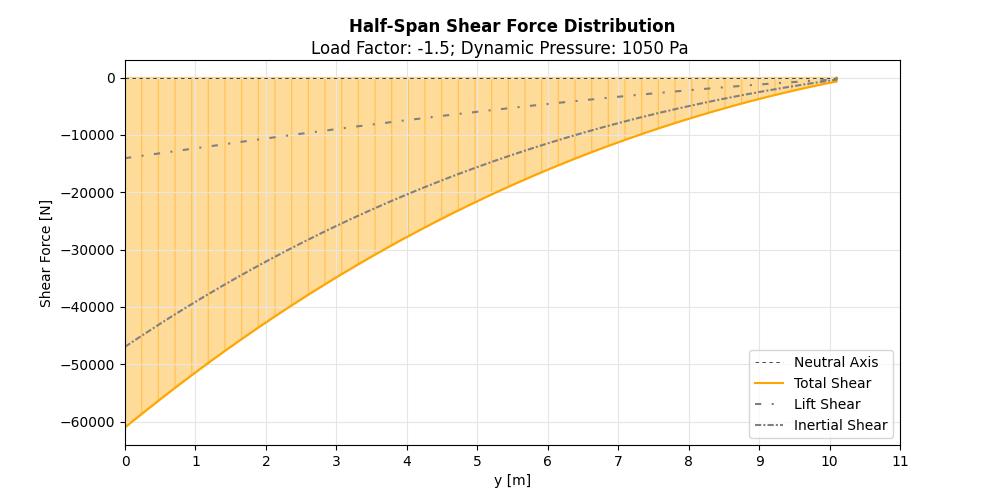 Half-Span Shear Force Distribution
Load Factor: -1.5; Dynamic Pressure: 1050 Pa
0
−10000
−20000
−30000
−40000
−50000
−60000
Shear Force [N]
Neutral Axis
Total Shear
Lift Shear
Inertial Shear
0 1 2 3 4 5 6 7 8 9 10 11
y [m]